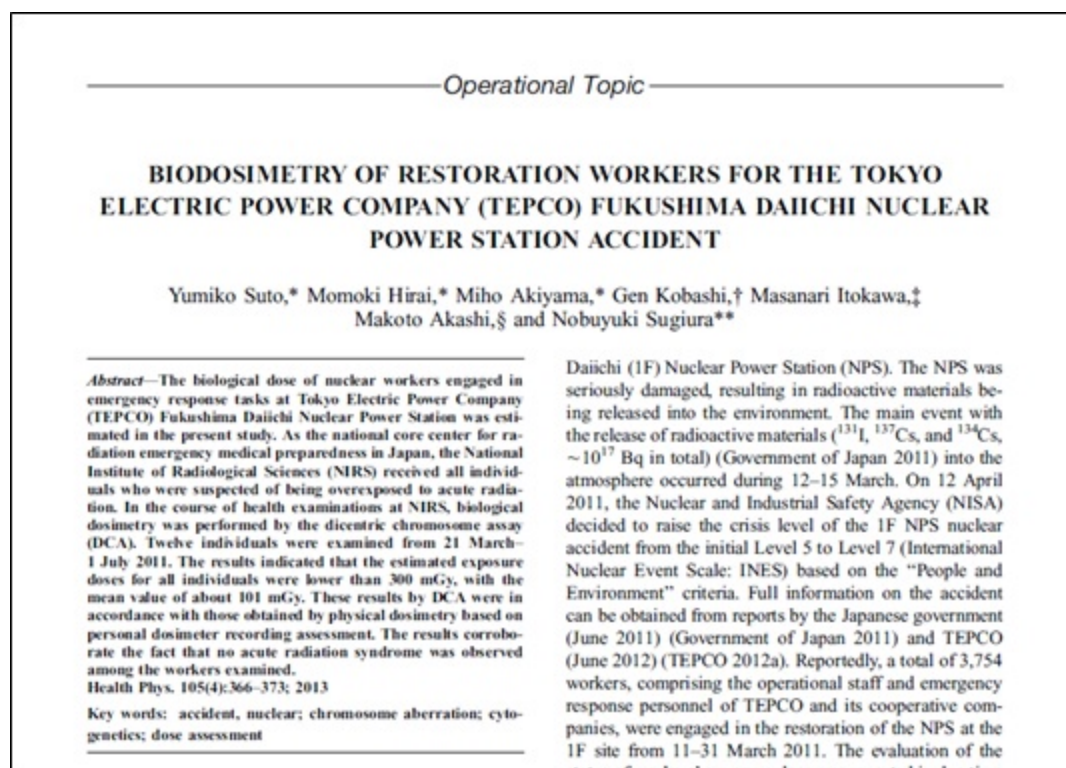 Operational Topic
BIODOSIMETRY OF RESTORATION WORKERS FOR THE TOKYO
ELECTRIC POWER COMPANY (TEPCO) FUKUSHIMA DAIICHI NUCLEAR
POWER STATION ACCIDENT
Yumiko Suto,* Momoki Hirai,* Miho Akiyama,* Gen Kobashi,† Masanari Itokawa,‡
Makoto Akashi,§ and Nobuyuki Sugiura**
Abstract—The biological dose of nuclear workers engaged in
emergency response tasks at Tokyo Electric Power Company
(TEPCO) Fukushima Daiichi Nuclear Power Station was esti-
mated in the present study. As the national core center for ra-
diation emergency medical preparedness in Japan, the National
Institute of Radiological Sciences (NIRS) received all individ-
uals who were suspected of being overexposed to acute radia-
tion. In the course of health examinations at NIRS, biological
dosimetry was performed by the dicentric chromosome assay
(DCA). Twelve individuals were examined from 21 March–
1 July 2011. The results indicated that the estimated exposure
doses for all individuals were lower than 300 mGy, with the
mean value of about 101 mGy. These results by DCA were in
accordance with those obtained by physical dosimetry based on
personal dosimeter recording assessment. The results corrobo-
rate the fact that no acute radiation syndrome was observed
among the workers examined.
Health Phys. 105(4):366–373; 2013
Key words: accident, nuclear; chromosome aberration; cyto-
genetics; dose assessment
Daiichi (1F) Nuclear Power Station (NPS). The NPS was
seriously damaged, resulting in radioactive materials be-
ing released into the environment. The main event with
the release of radioactive materials (¹³¹I, ¹³⁷Cs, and ¹³⁴Cs,
~10¹⁷ Bq in total) (Government of Japan 2011) into the
atmosphere occurred during 12–15 March. On 12 April
2011, the Nuclear and Industrial Safety Agency (NISA)
decided to raise the crisis level of the 1F NPS nuclear
accident from the initial Level 5 to Level 7 (International
Nuclear Event Scale: INES) based on the “People and
Environment” criteria. Full information on the accident
can be obtained from reports by the Japanese government
(June 2011) (Government of Japan 2011) and TEPCO
(June 2012) (TEPCO 2012a). Reportedly, a total of 3,754
workers, comprising the operational staff and emergency
response personnel of TEPCO and its cooperative com-
panies, were engaged in the restoration of the NPS at the
1F site from 11–31 March 2011. The evaluation of the